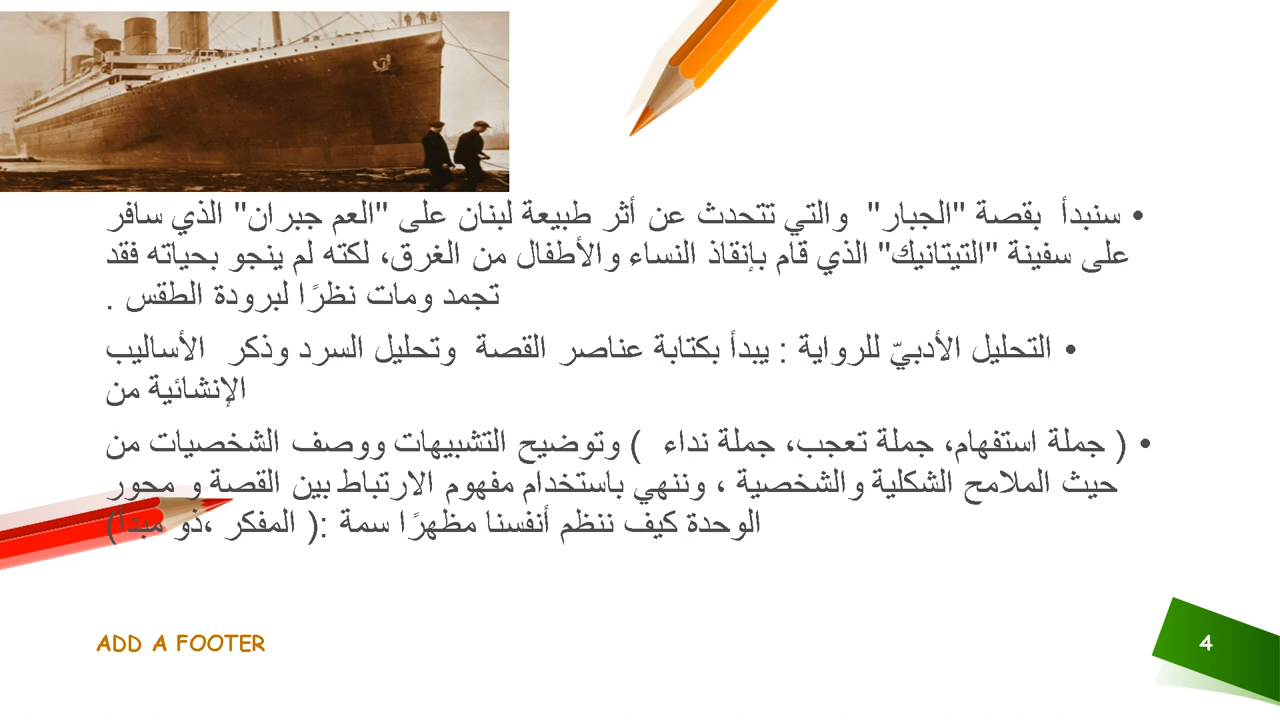 • سنبدأ بقصة "الجبار" والتي تتحدث عن أثر طبيعة لبنان على "العم جبران" الذي سافر
على سفينة "التيتانيك" الذي قام بإنقاذ النساء والأطفال من الغرق، لكته لم ينجو بحياته فقد
تجمد ومات نظرًا لبرودة الطقس .
• التحليل الأدبيّ للرواية : يبدأ بكتابة عناصر القصة وتحليل السرد وذكر الأساليب
الإنشائية من
• ( جملة استفهام، جملة تعجب، جملة نداء ) وتوضيح التشبيهات ووصف الشخصيات من
حيث الملامح الشكلية والشخصية ، وننهي باستخدام مفهوم الارتباط بين القصة و محور
الوحدة كيف ننظم أنفسنا مظهرًا سمة :( المفكر ،ذو مبدأ)
ADD A FOOTER
4